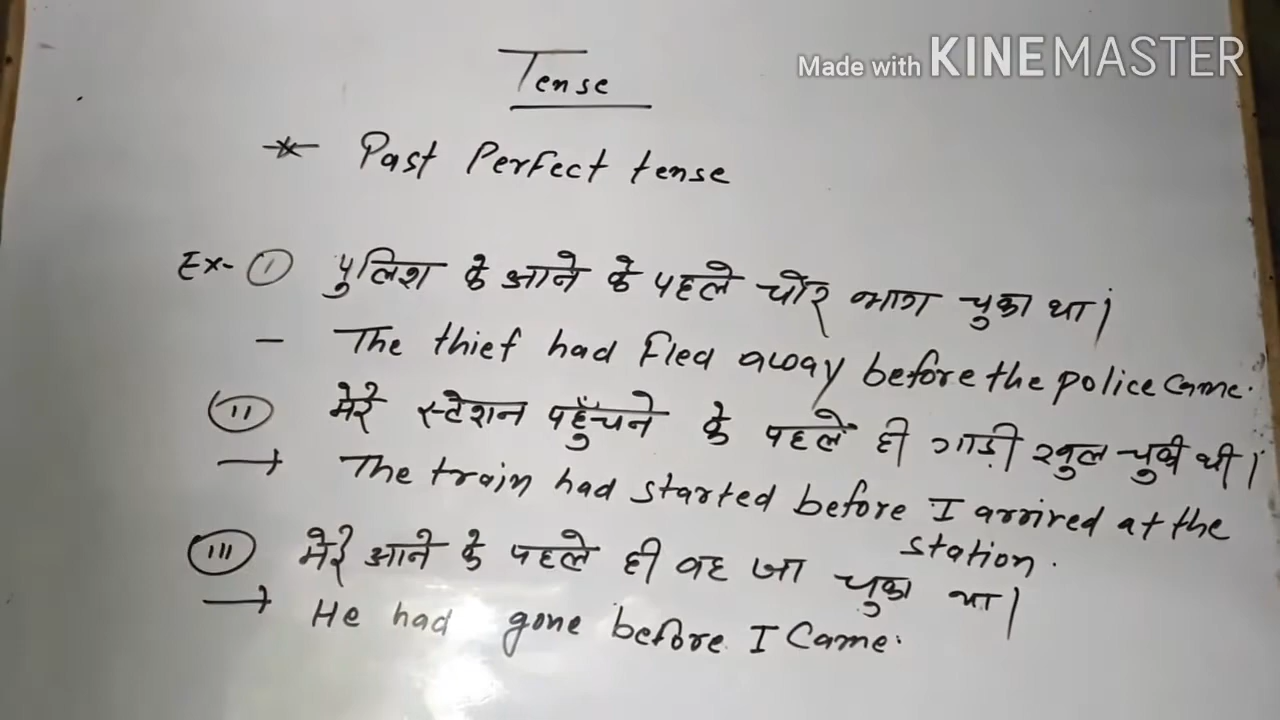 Made with KINEMASTER
Tense
* Past Perfect tense
Ex- (i) पुलिश के आने के पहले चोर भाग चुका था।
- The thief had fled away before the police came.
(ii) मेरे स्टेशन पहुँचने के पहले ही गाड़ी खुल चुकी थी।
→ The train had started before I arrived at the
station.
(iii) मेरे आने के पहले ही वह जा चुका था।
→ He had gone before I Came.